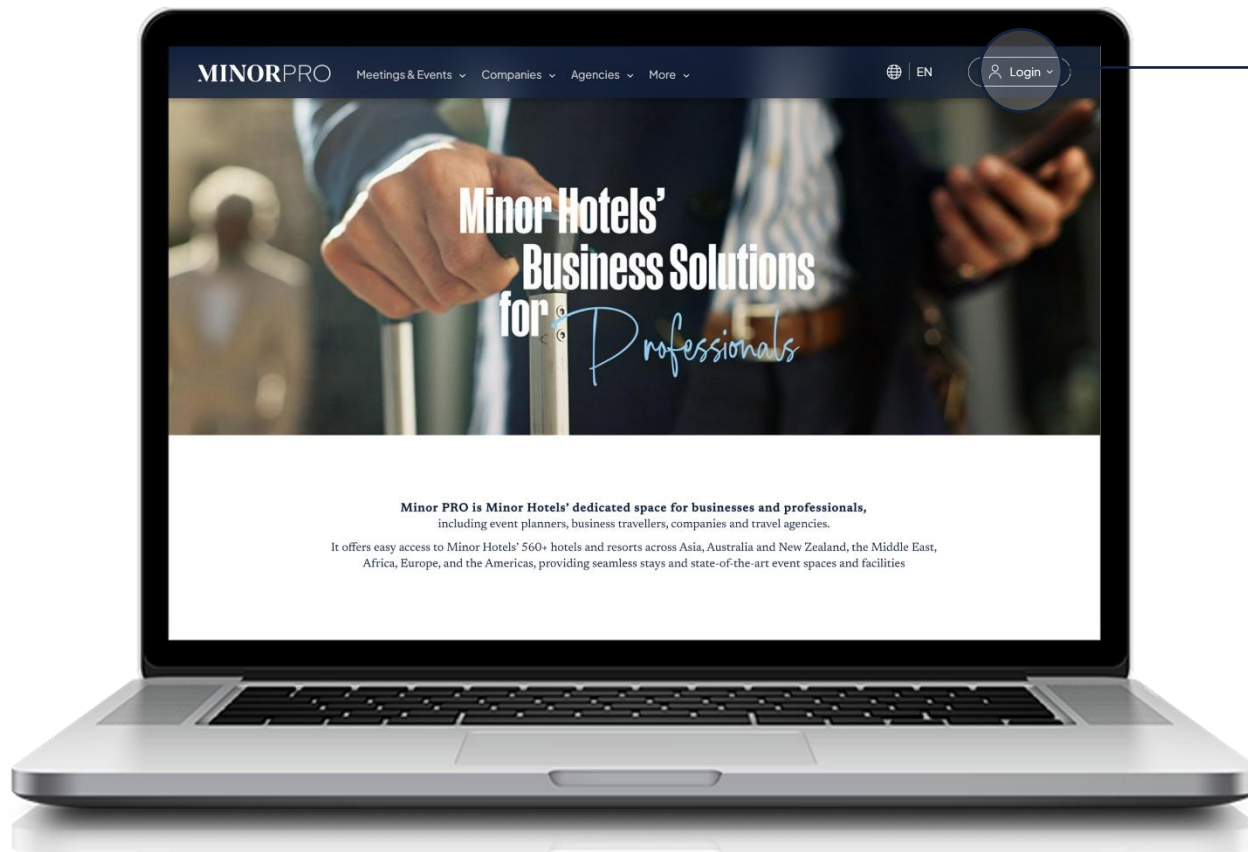 MINORPRO Meetings & Events Companies Agencies More EN Login
Minor Hotels'
Business Solutions
for Professionals
Minor PRO is Minor Hotels' dedicated space for businesses and professionals,
including event planners, business travellers, companies and travel agencies.
It offers easy access to Minor Hotels' 560+ hotels and resorts across Asia, Australia and New Zealand, the Middle East,
Africa, Europe, and the Americas, providing seamless stays and state-of-the-art event spaces and facilities